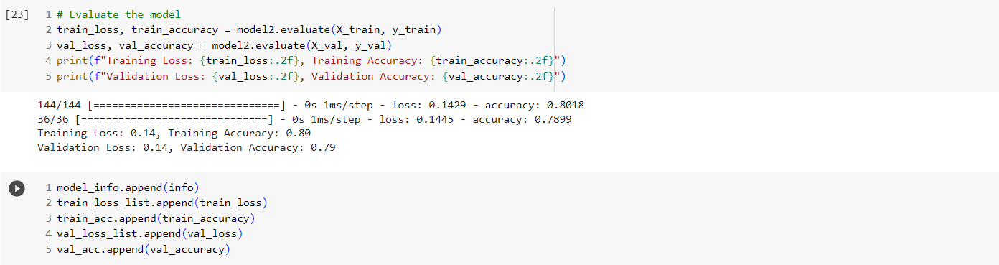 [23] 1 # Evaluate the model
2 train_loss, train_accuracy = model2.evaluate(X_train, y_train)
3 val_loss, val_accuracy = model2.evaluate(X_val, y_val)
4 print(f"Training Loss: {train_loss:.2f}, Training Accuracy: {train_accuracy:.2f}")
5 print(f"Validation Loss: {val_loss:.2f}, Validation Accuracy: {val_accuracy:.2f}")
144/144 [==============================] - 0s 1ms/step - loss: 0.1429 - accuracy: 0.8018
36/36 [==============================] - 0s 1ms/step - loss: 0.1445 - accuracy: 0.7899
Training Loss: 0.14, Training Accuracy: 0.80
Validation Loss: 0.14, Validation Accuracy: 0.79
1 model_info.append(info)
2 train_loss_list.append(train_loss)
3 train_acc.append(train_accuracy)
4 val_loss_list.append(val_loss)
5 val_acc.append(val_accuracy)